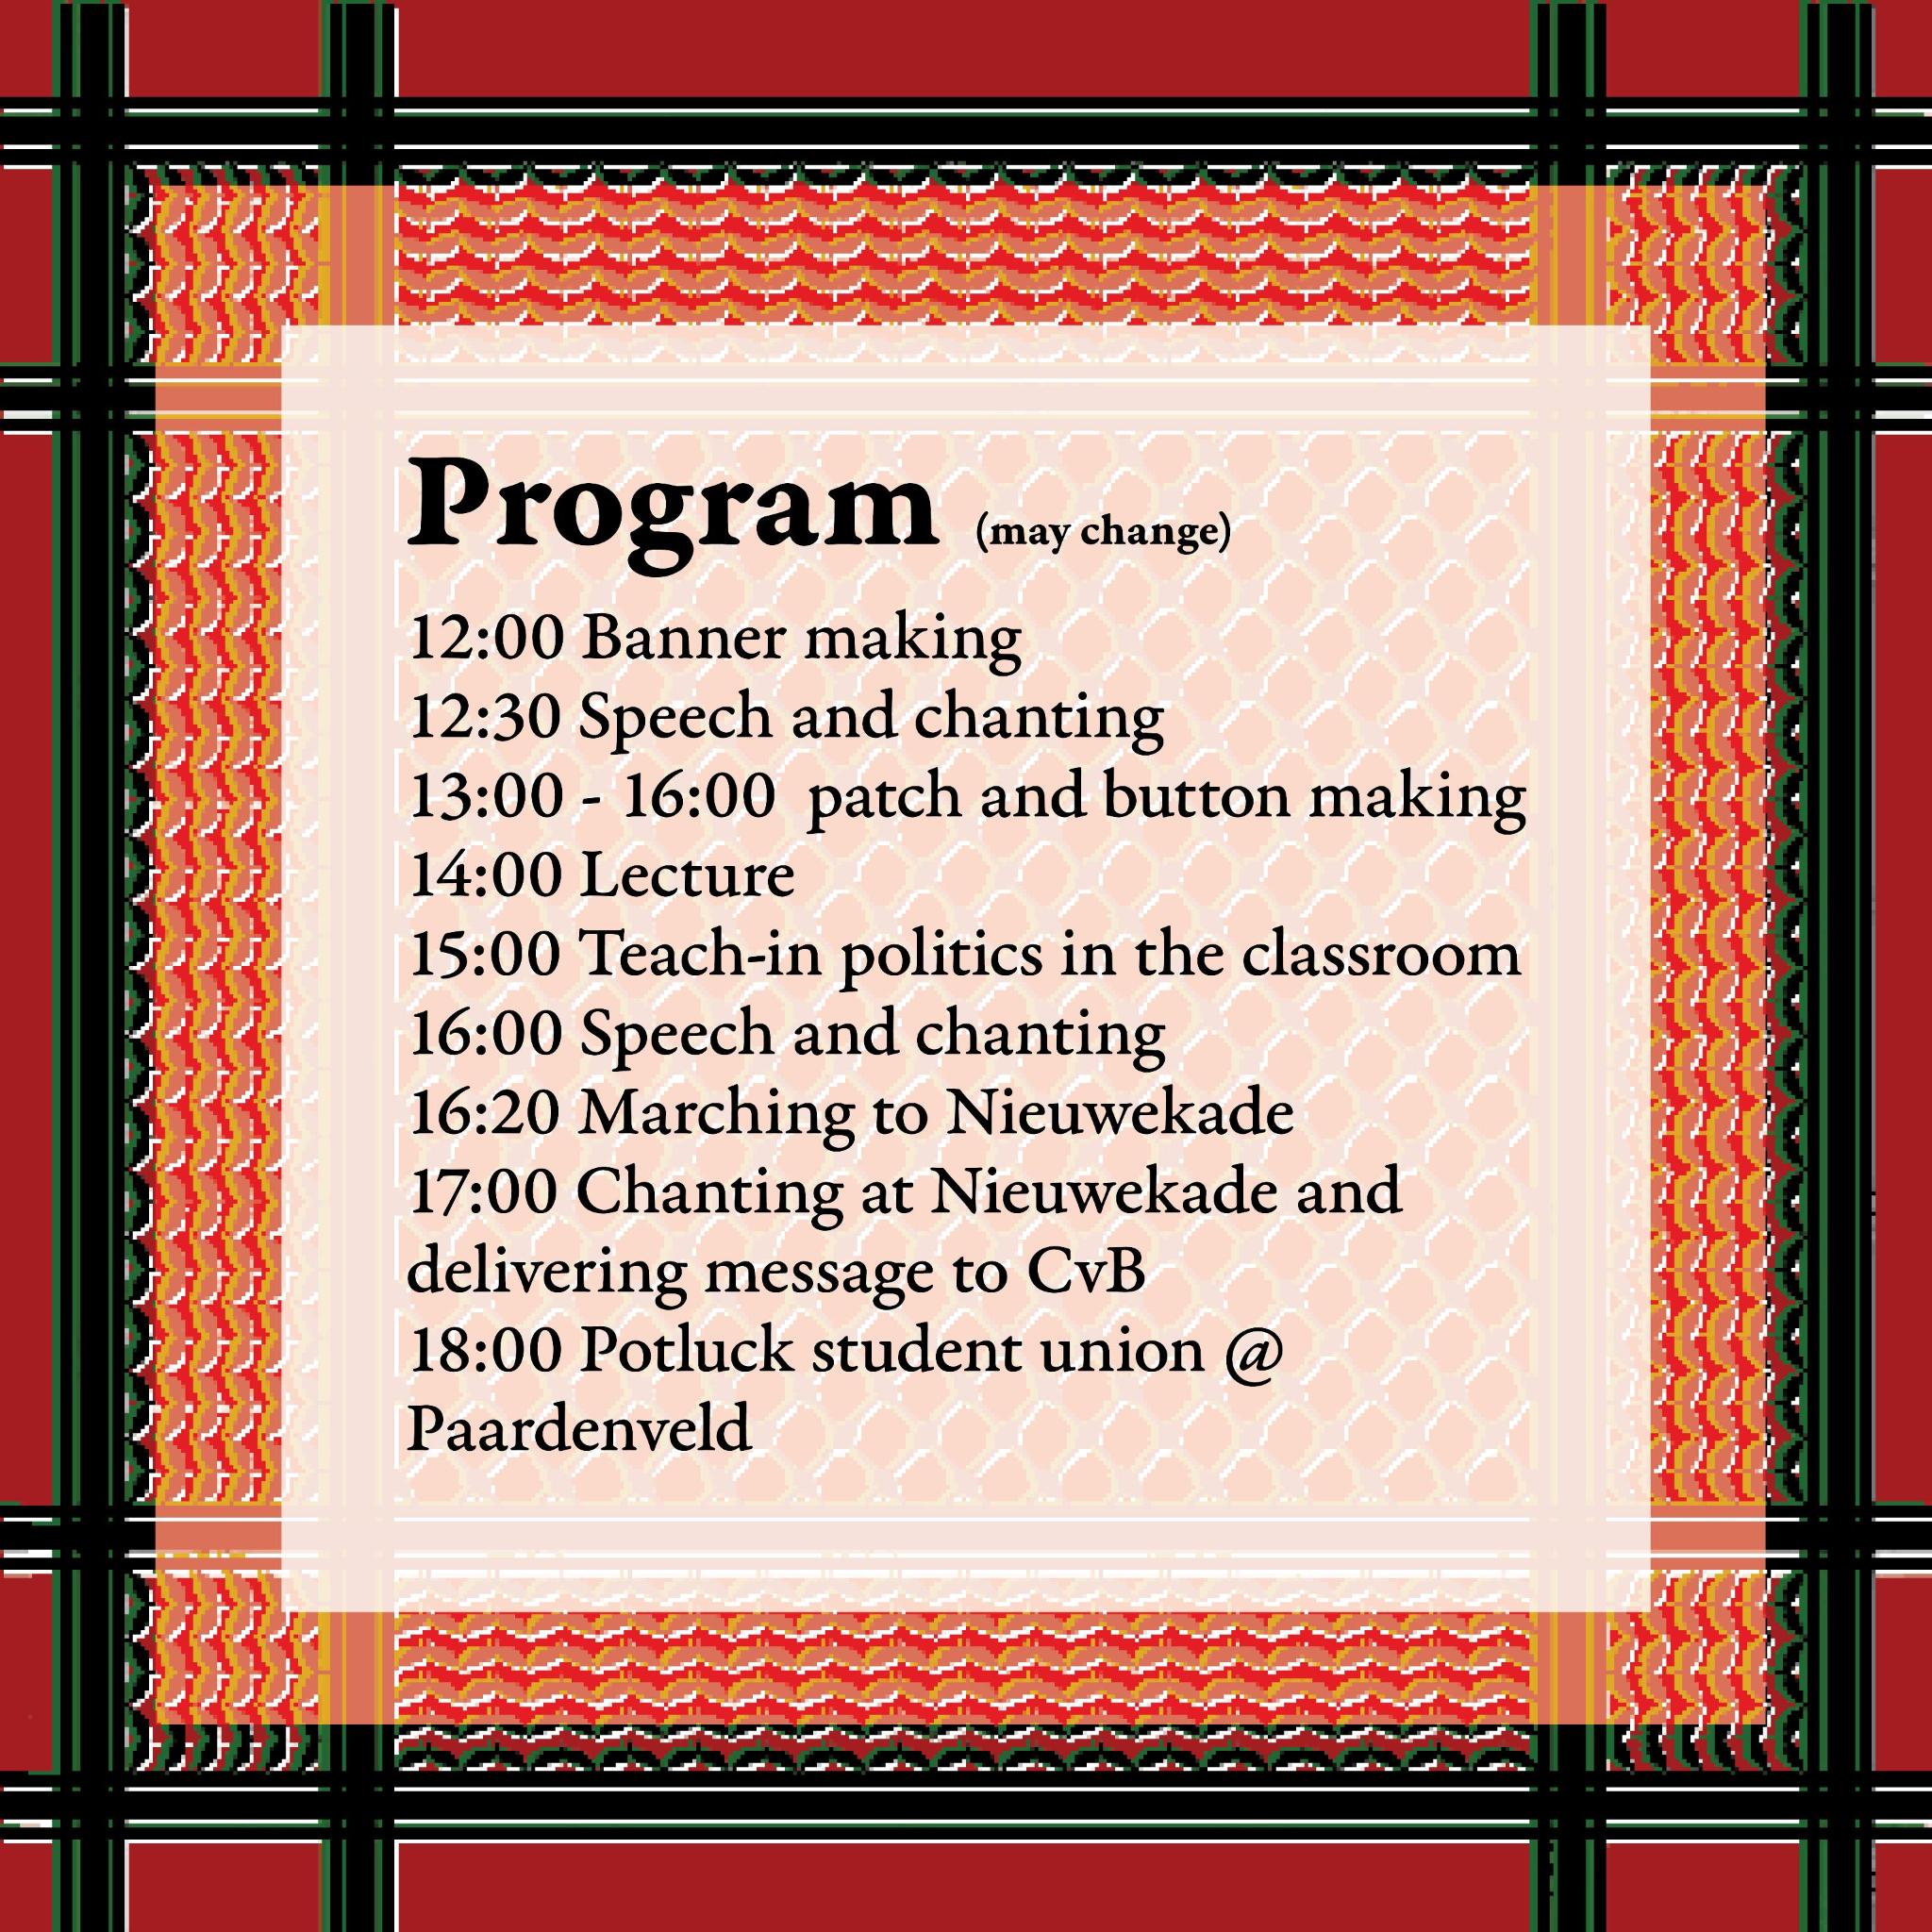 Program (may change)
12:00 Banner making
12:30 Speech and chanting
13:00 - 16:00  patch and button making
14:00 Lecture
15:00 Teach-in politics in the classroom
16:00 Speech and chanting
16:20 Marching to Nieuwekade
17:00 Chanting at Nieuwekade and
delivering message to CvB
18:00 Potluck student union @
Paardenveld